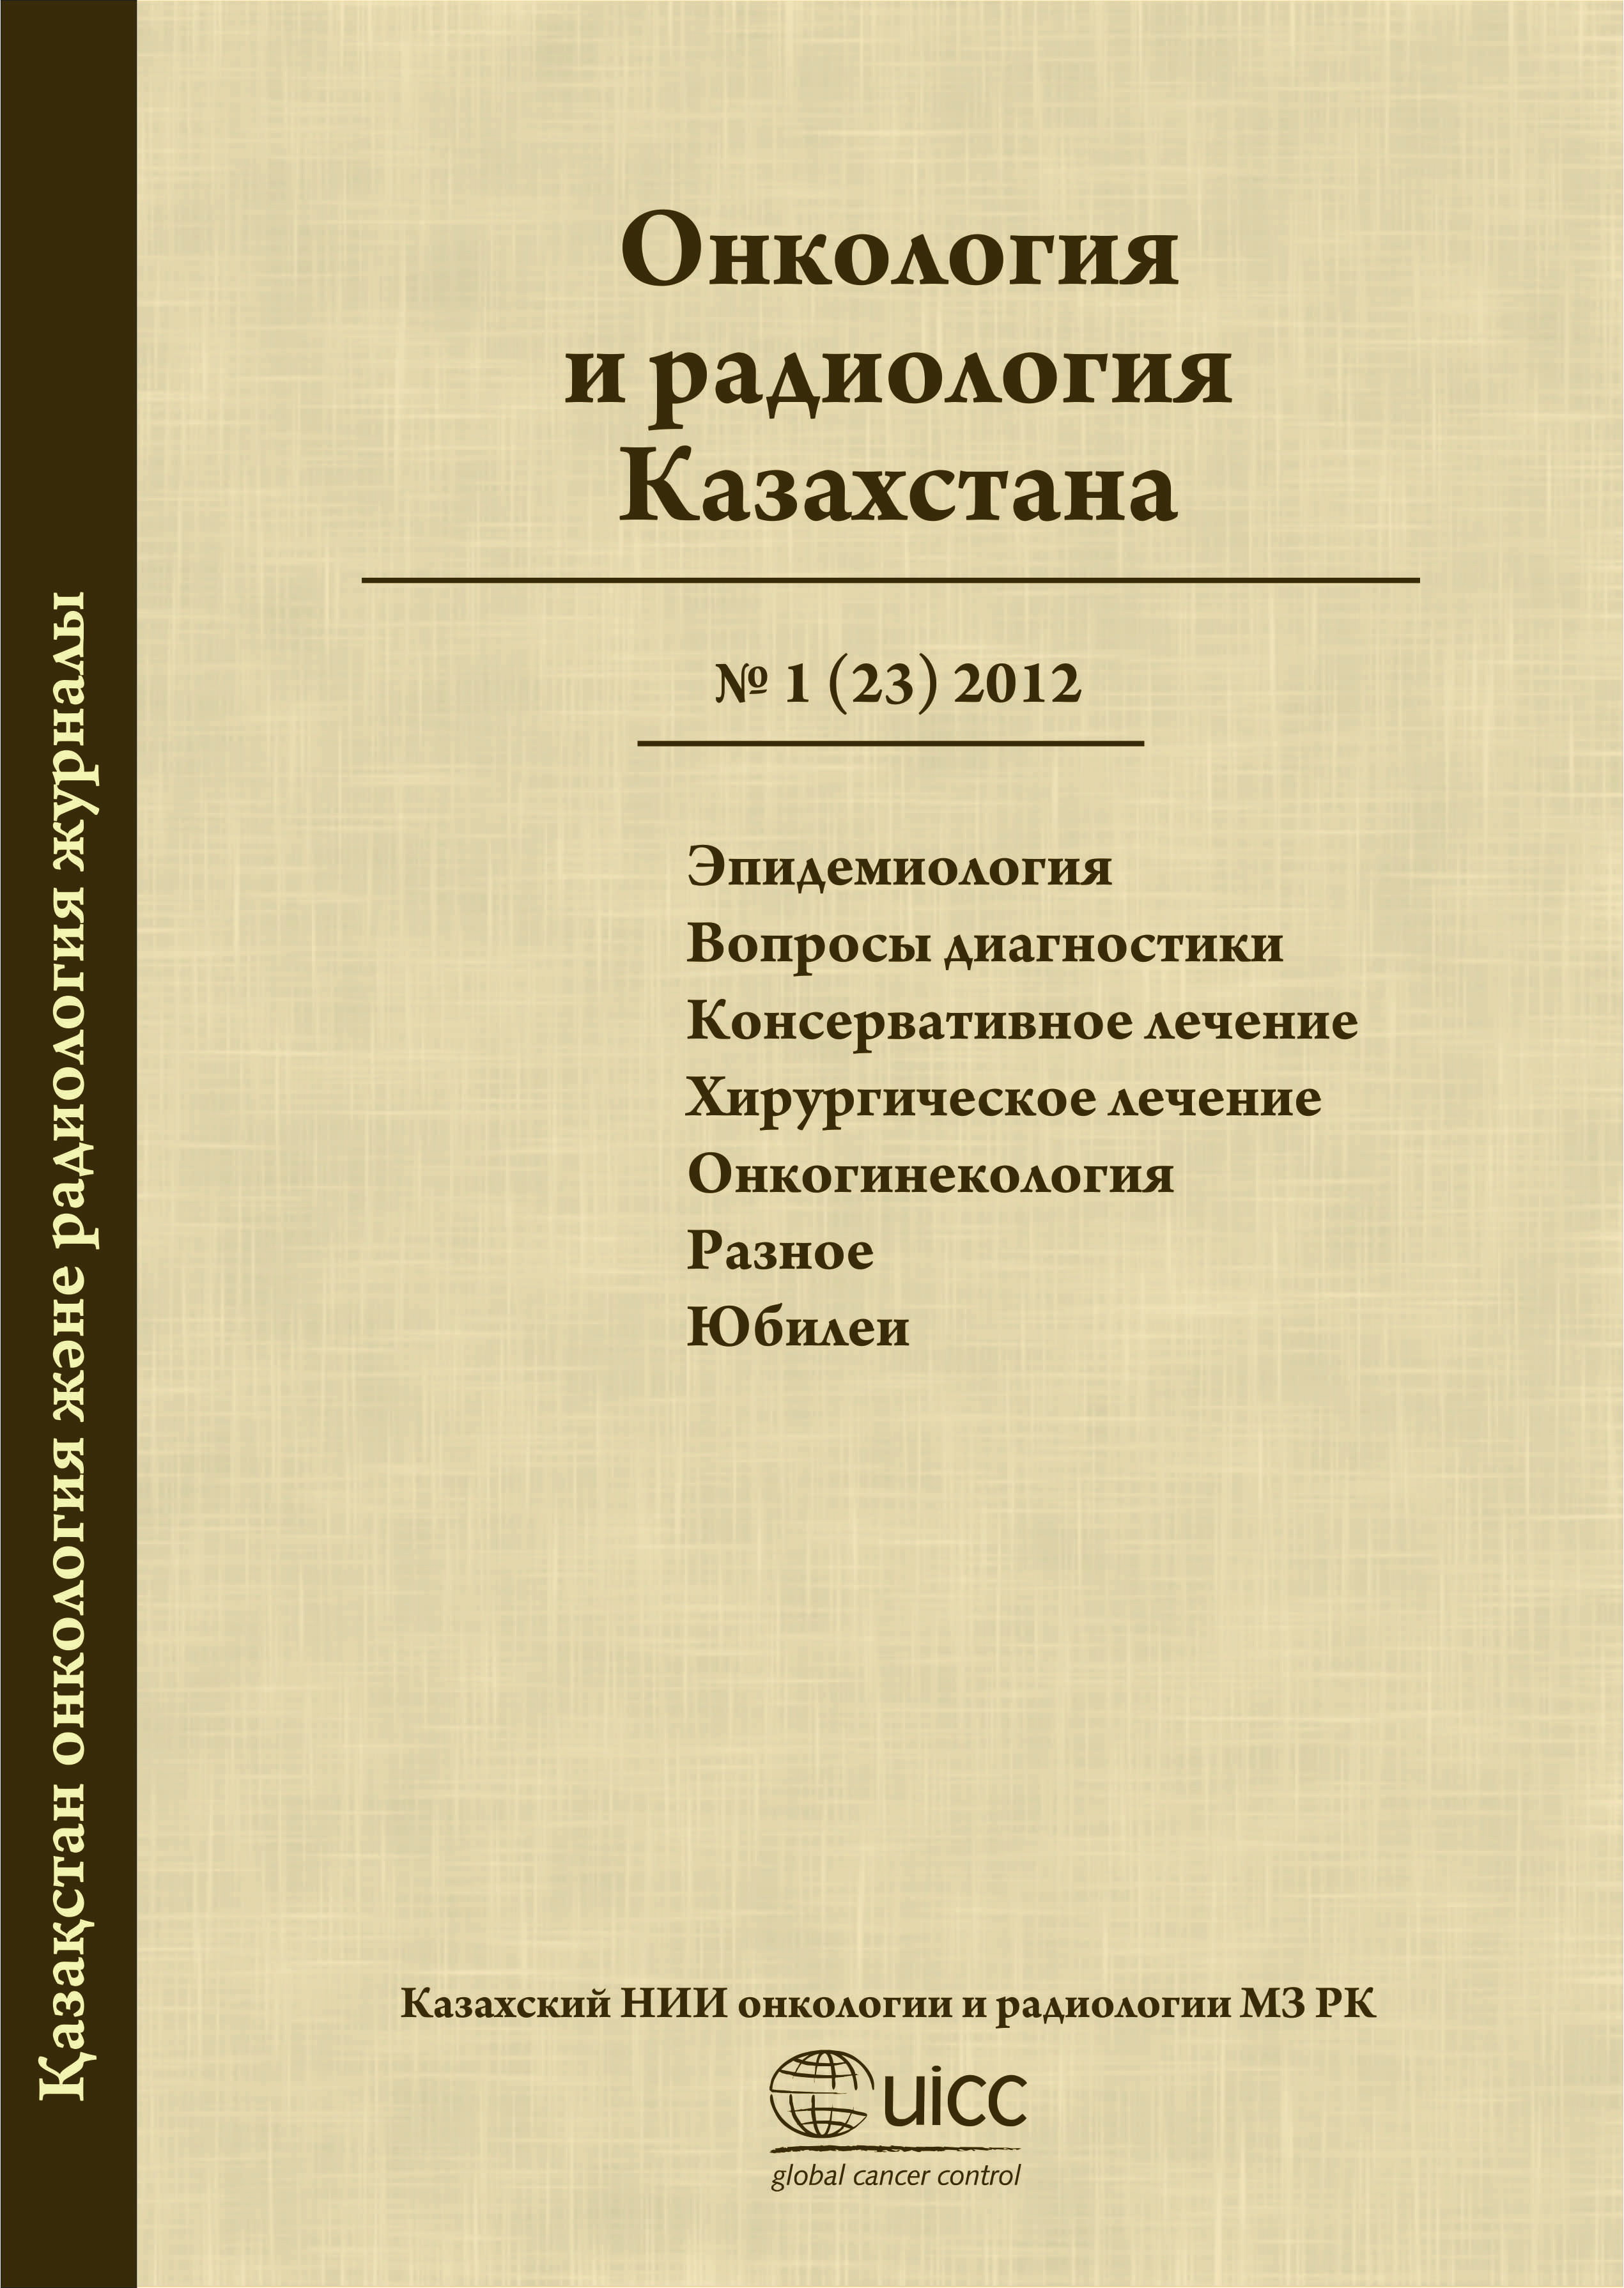 Қазақстан онкология және радиология журналы
Онкология
и радиология
Казахстана
№ 1 (23) 2012
Эпидемиология
Вопросы диагностики
Консервативное лечение
Хирургическое лечение
Онкогинекология
Разное
Юбилеи
Казахский НИИ онкологии и радиологии МЗ РК
uicc
global cancer control